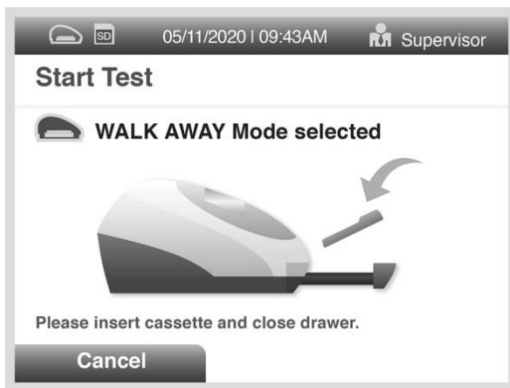 SD 05/11/2020 | 09:43AM Supervisor
Start Test
WALK AWAY Mode selected
Please insert cassette and close drawer.
Cancel